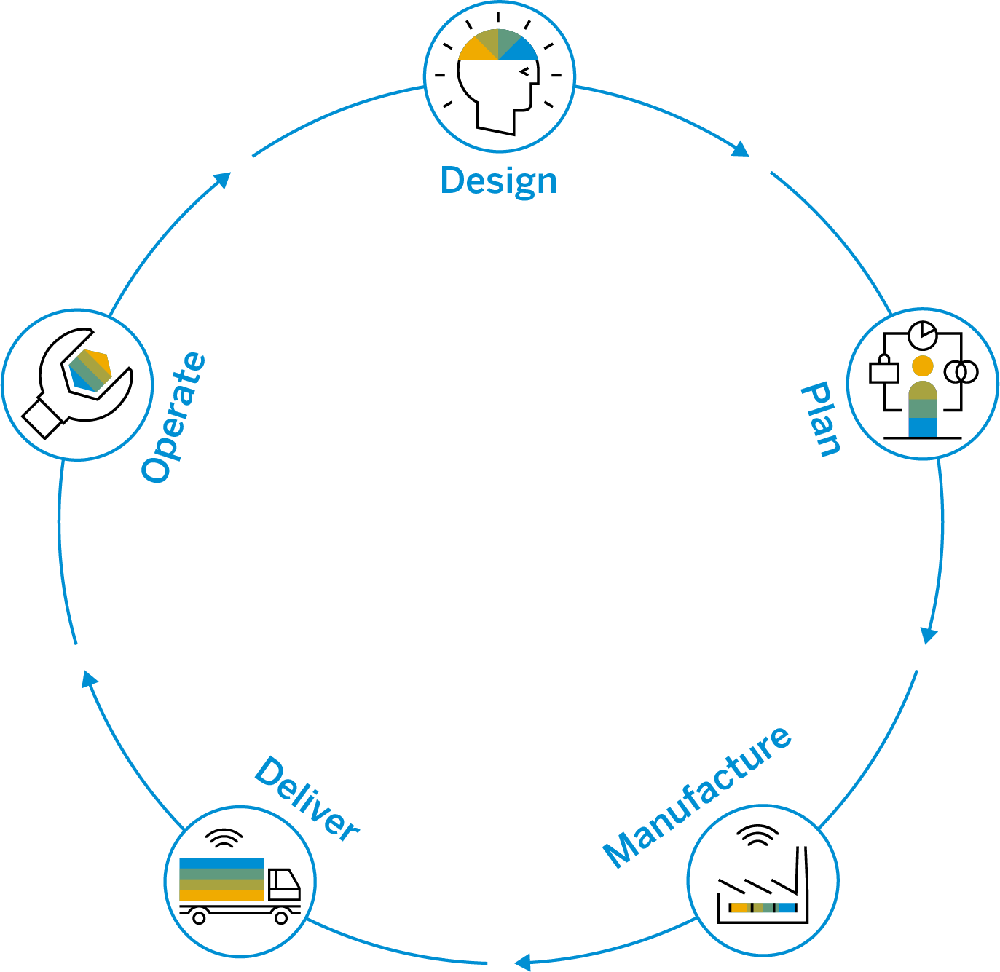 Design
Plan
Manufacture
Deliver
Operate